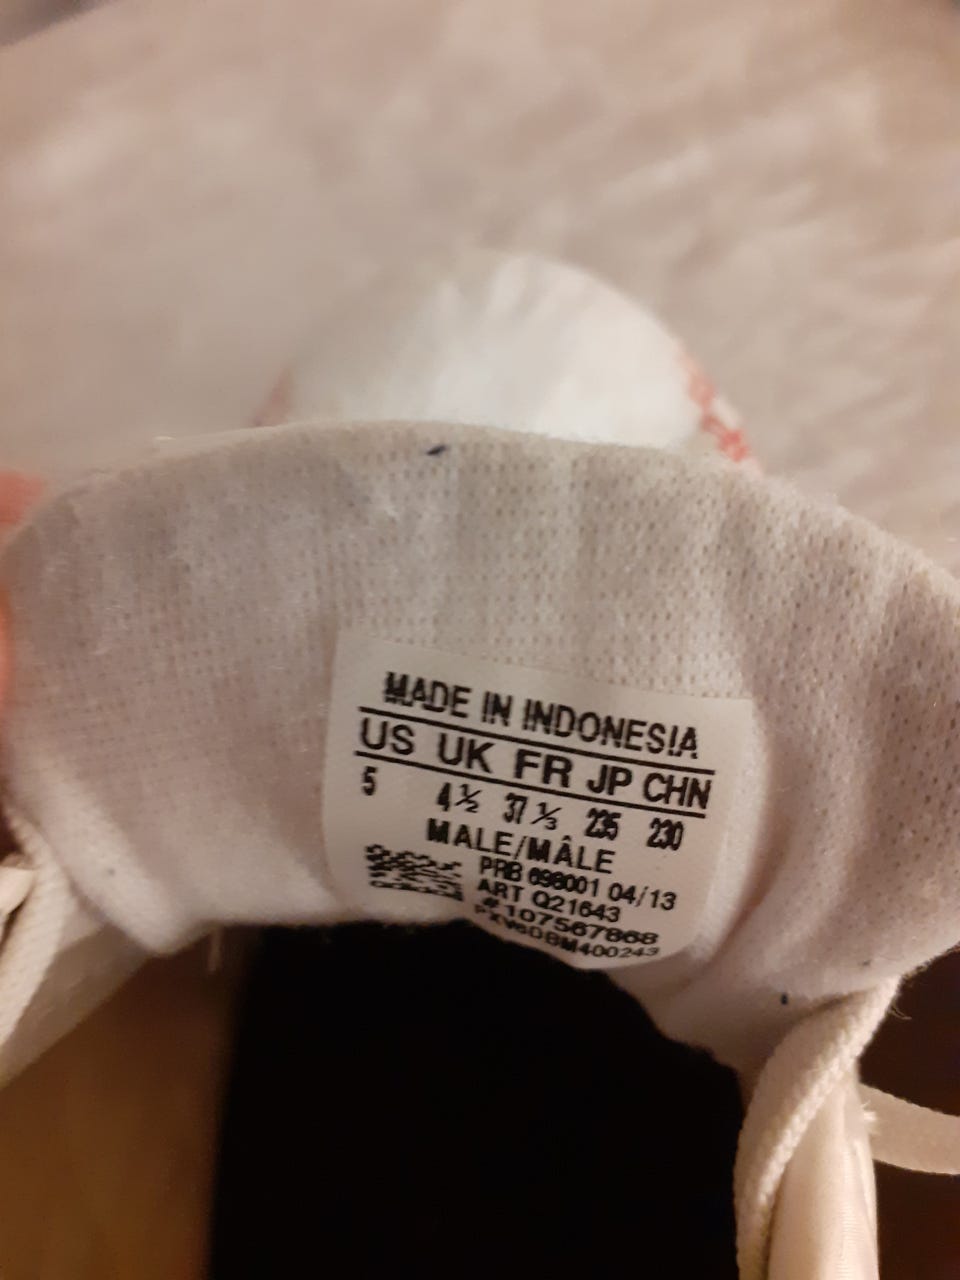 MADE IN INDONESIA
US UK FR JP CHN
5 4½ 37⅓ 235 230
MALE/MÂLE
PRB 698001 04/13
ART Q21643
#107567868